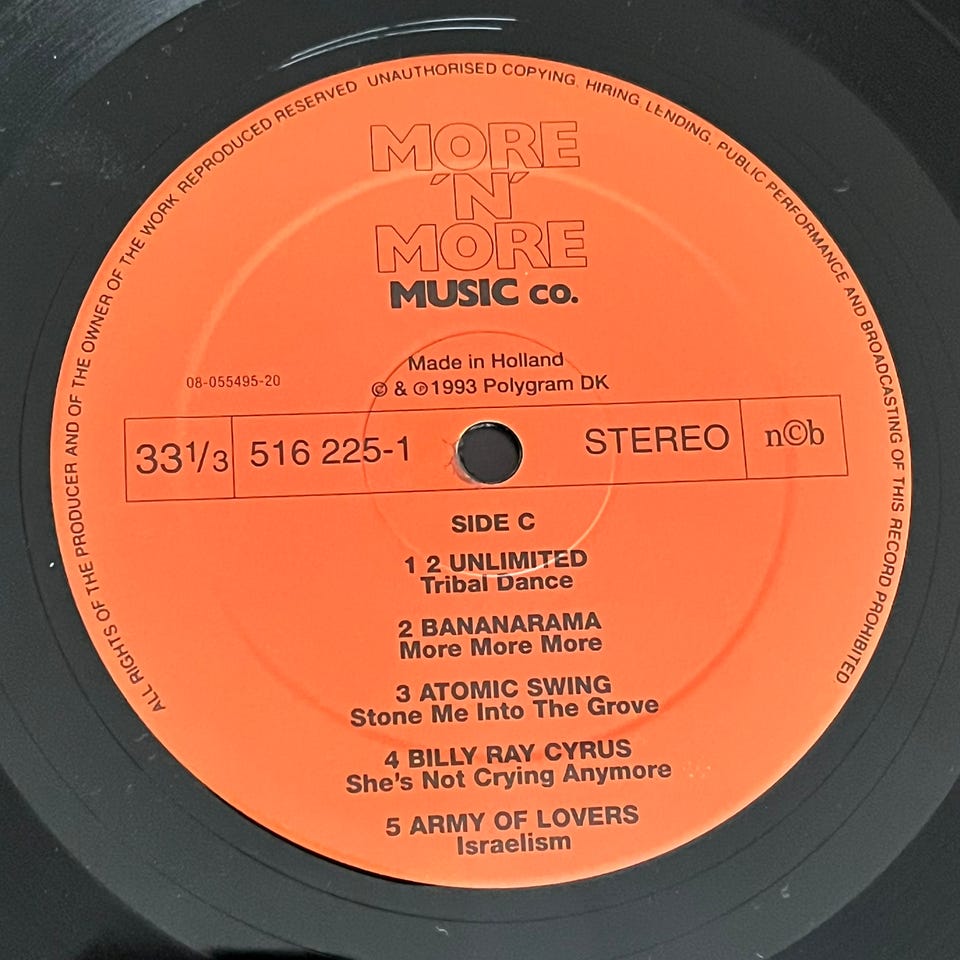 ALL RIGHTS OF THE PRODUCER AND OF THE OWNER OF THE WORK REPRODUCED RESERVED UNAUTHORISED COPYING, HIRING, LENDING, PUBLIC PERFORMANCE AND BROADCASTING OF THIS RECORD PROHIBITED
MORE
'N'
MORE
MUSIC CO.
Made in Holland
© & ℗1993 Polygram DK
08-055495-20
33 1/3 516 225-1 STEREO n©b
SIDE C
1 2 UNLIMITED
Tribal Dance
2 BANANARAMA
More More More
3 ATOMIC SWING
Stone Me Into The Grove
4 BILLY RAY CYRUS
She's Not Crying Anymore
5 ARMY OF LOVERS
Israelism